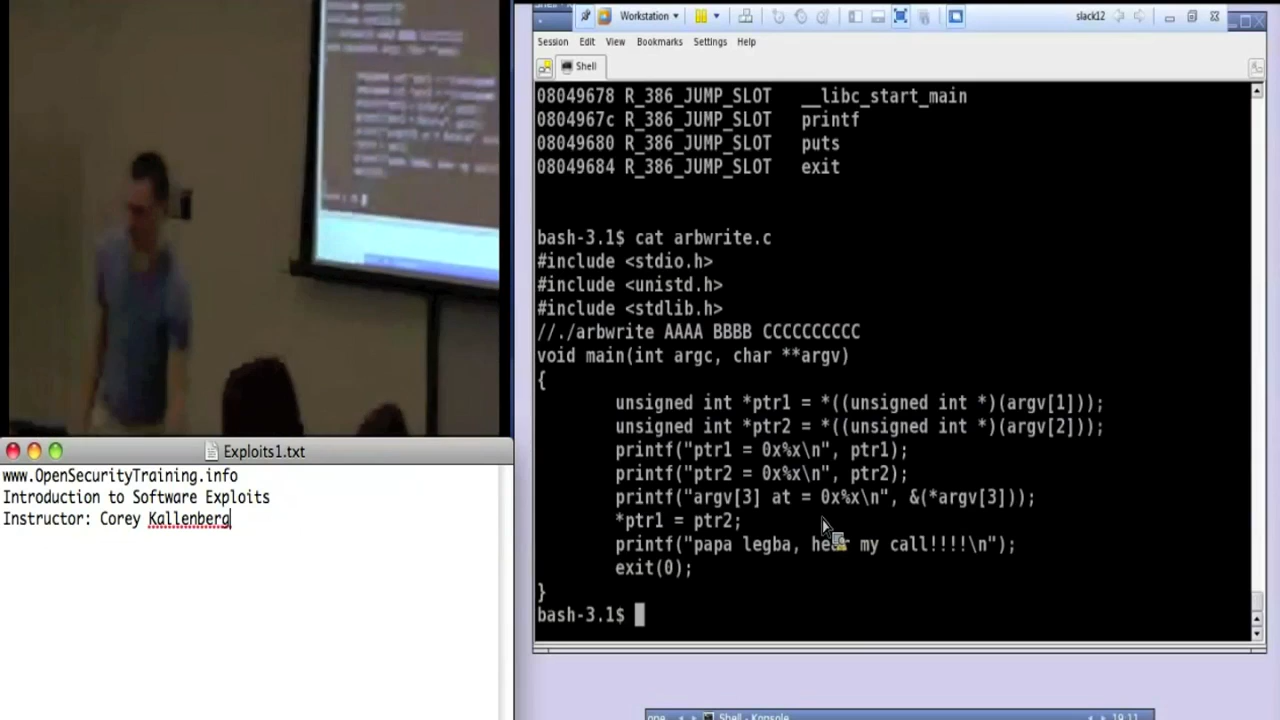 Workstation
slack12
Session Edit View Bookmarks Settings Help
Shell
08049678 R_386_JUMP_SLOT   __libc_start_main
0804967c R_386_JUMP_SLOT   printf
08049680 R_386_JUMP_SLOT   puts
08049684 R_386_JUMP_SLOT   exit
bash-3.1$ cat arbwrite.c
#include <stdio.h>
#include <unistd.h>
#include <stdlib.h>
//./arbwrite AAAA BBBB CCCCCCCCCC
void main(int argc, char **argv)
{
        unsigned int *ptr1 = *((unsigned int *)(argv[1]));
        unsigned int *ptr2 = *((unsigned int *)(argv[2]));
        printf("ptr1 = 0x%x\n", ptr1);
        printf("ptr2 = 0x%x\n", ptr2);
        printf("argv[3] at = 0x%x\n", &(*argv[3]));
        *ptr1 = ptr2;
        printf("papa legba, hear my call!!!!\n");
        exit(0);
}
bash-3.1$
Exploits1.txt
www.OpenSecurityTraining.info
Introduction to Software Exploits
Instructor: Corey Kallenberg
Shell - Konsole